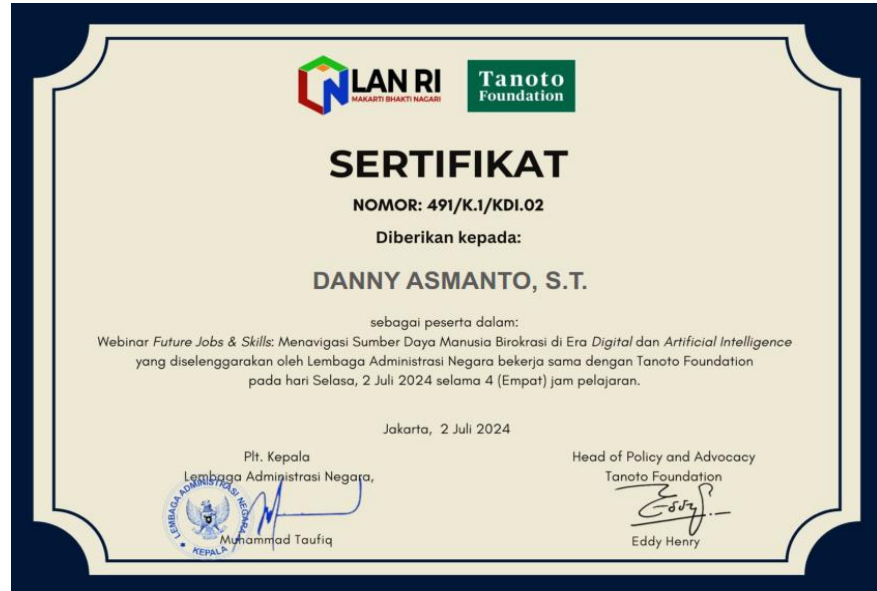 LAN RI
MAKARTI BHAKTI NAGARI
Tanoto
Foundation
SERTIFIKAT
NOMOR: 491/K.1/KDI.02
Diberikan kepada:
DANNY ASMANTO, S.T.
sebagai peserta dalam:
Webinar Future Jobs & Skills: Menavigasi Sumber Daya Manusia Birokrasi di Era Digital dan Artificial Intelligence
yang diselenggarakan oleh Lembaga Administrasi Negara bekerja sama dengan Tanoto Foundation
pada hari Selasa, 2 Juli 2024 selama 4 (Empat) jam pelajaran.
Jakarta, 2 Juli 2024
Plt. Kepala
Lembaga Administrasi Negara,
LEMBAGA ADMINISTRASI NEGARA
KEPALA
Muhammad Taufiq
Head of Policy and Advocacy
Tanoto Foundation
Eddy Henry